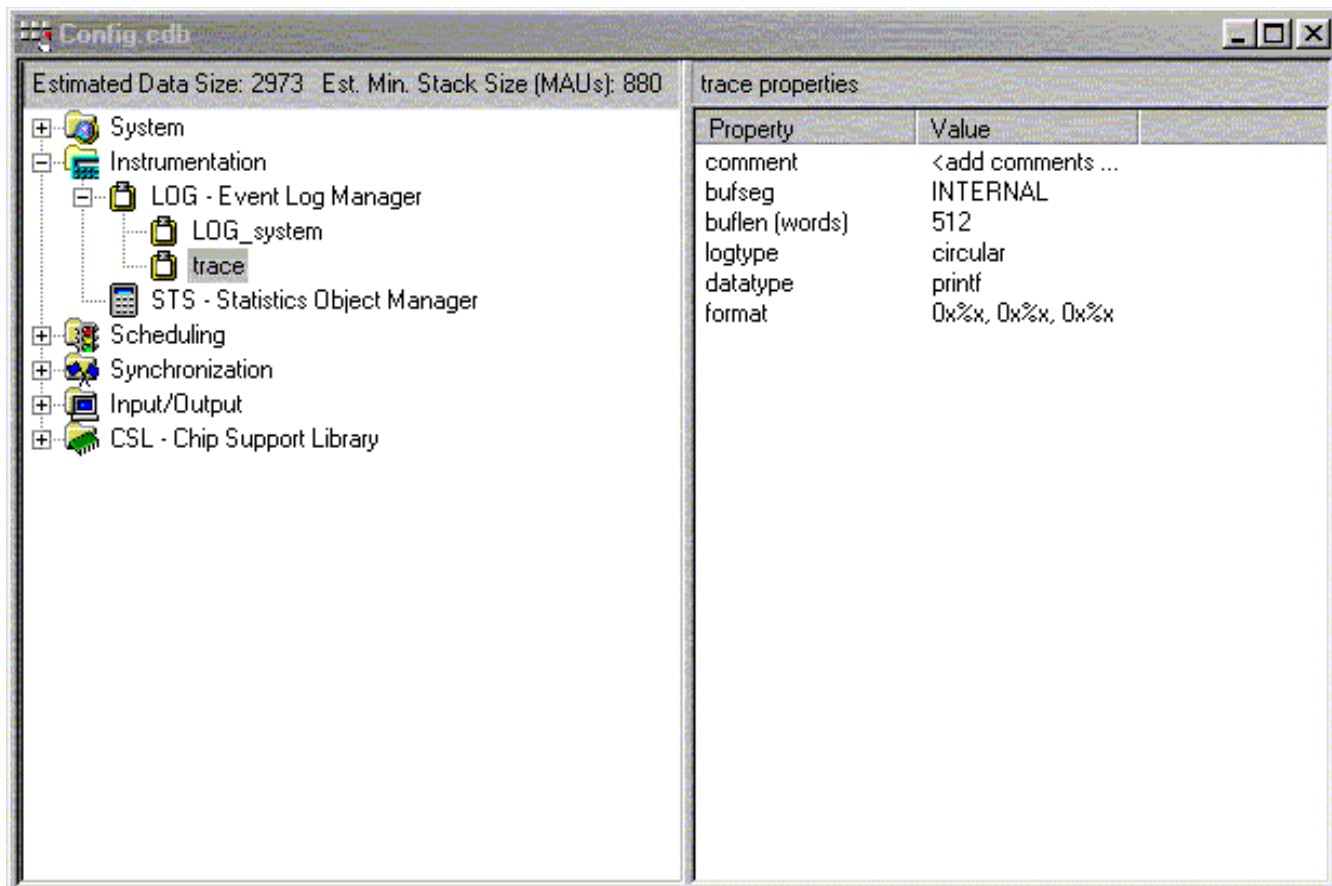 Config.cdb
Estimated Data Size: 2973 Est. Min. Stack Size (MAUs): 880
System
Instrumentation
LOG - Event Log Manager
LOG_system
trace
STS - Statistics Object Manager
Scheduling
Synchronization
Input/Output
CSL - Chip Support Library
trace properties
Property Value
comment <add comments ...
bufseg INTERNAL
buflen (words) 512
logtype circular
datatype printf
format 0x%x, 0x%x, 0x%x